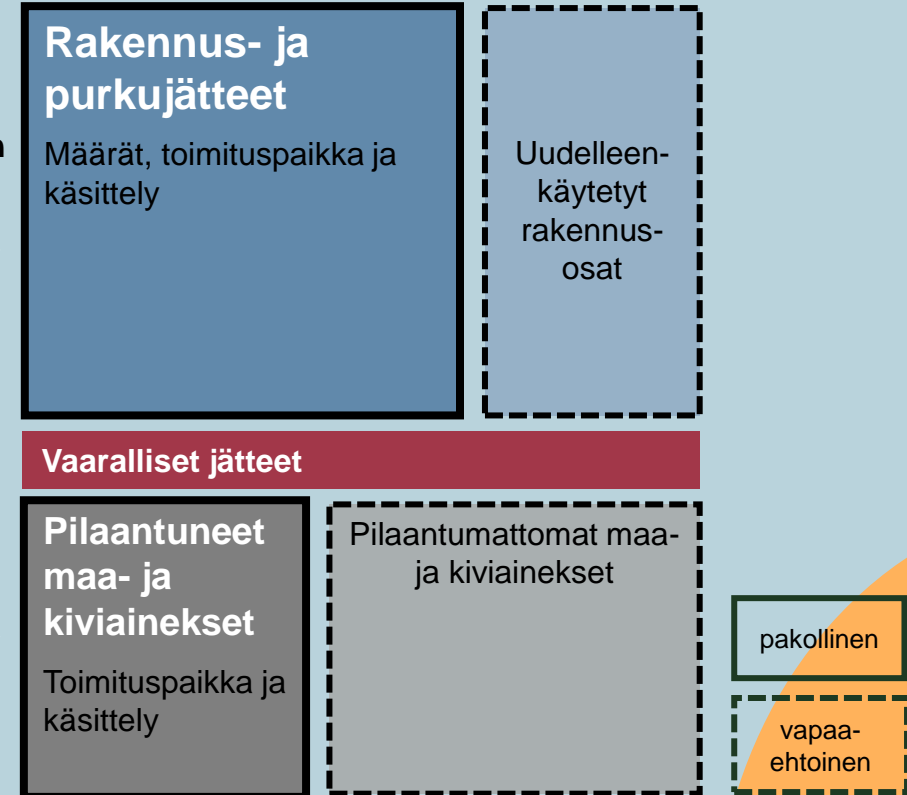 Rakennus- ja
purkujätteet
Määrät, toimituspaikka ja
käsittely
Uudelleen-
käytetyt
rakennus-
osat
Vaaralliset jätteet
Pilaantuneet
maa- ja
kiviainekset
Toimituspaikka ja
käsittely
Pilaantumattomat maa-
ja kiviainekset
pakollinen
vapaa-
ehtoinen